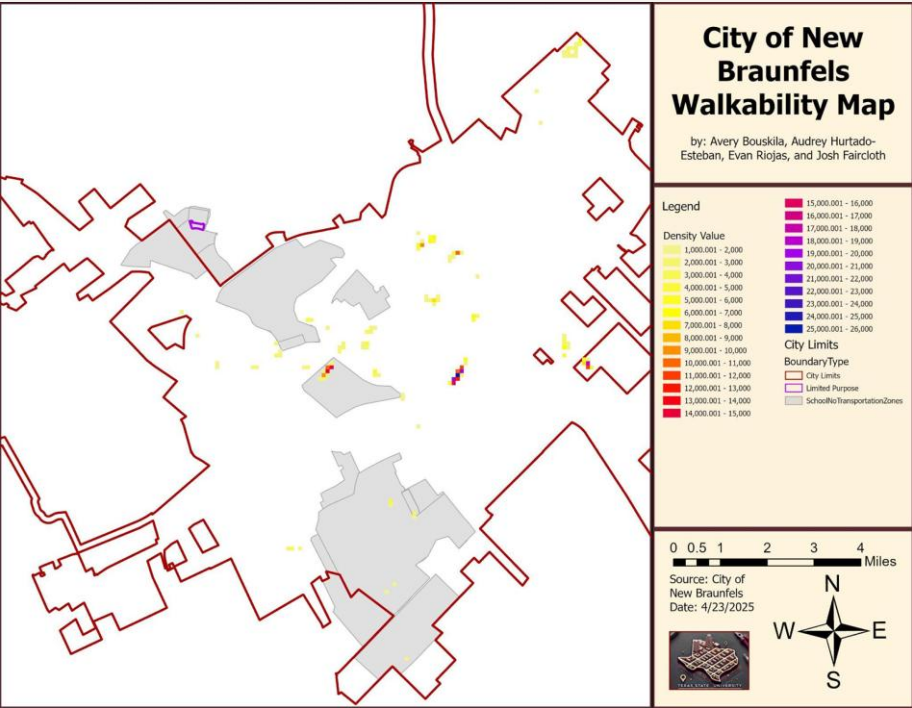 City of New
Braunfels
Walkability Map
by: Avery Bouskila, Audrey Hurtado-
Esteban, Evan Riojas, and Josh Faircloth
Legend
Density Value
1,000.001 - 2,000
2,000.001 - 3,000
3,000.001 - 4,000
4,000.001 - 5,000
5,000.001 - 6,000
6,000.001 - 7,000
7,000.001 - 8,000
8,000.001 - 9,000
9,000.001 - 10,000
10,000.001 - 11,000
11,000.001 - 12,000
12,000.001 - 13,000
13,000.001 - 14,000
14,000.001 - 15,000
15,000.001 - 16,000
16,000.001 - 17,000
17,000.001 - 18,000
18,000.001 - 19,000
19,000.001 - 20,000
20,000.001 - 21,000
21,000.001 - 22,000
22,000.001 - 23,000
23,000.001 - 24,000
24,000.001 - 25,000
25,000.001 - 26,000
City Limits
BoundaryType
City Limits
Limited Purpose
SchoolNoTransportationZones
0 0.5 1 2 3 4
Miles
Source: City of
New Braunfels
Date: 4/23/2025
N
W E
S
TEXAS STATE UNIVERSITY